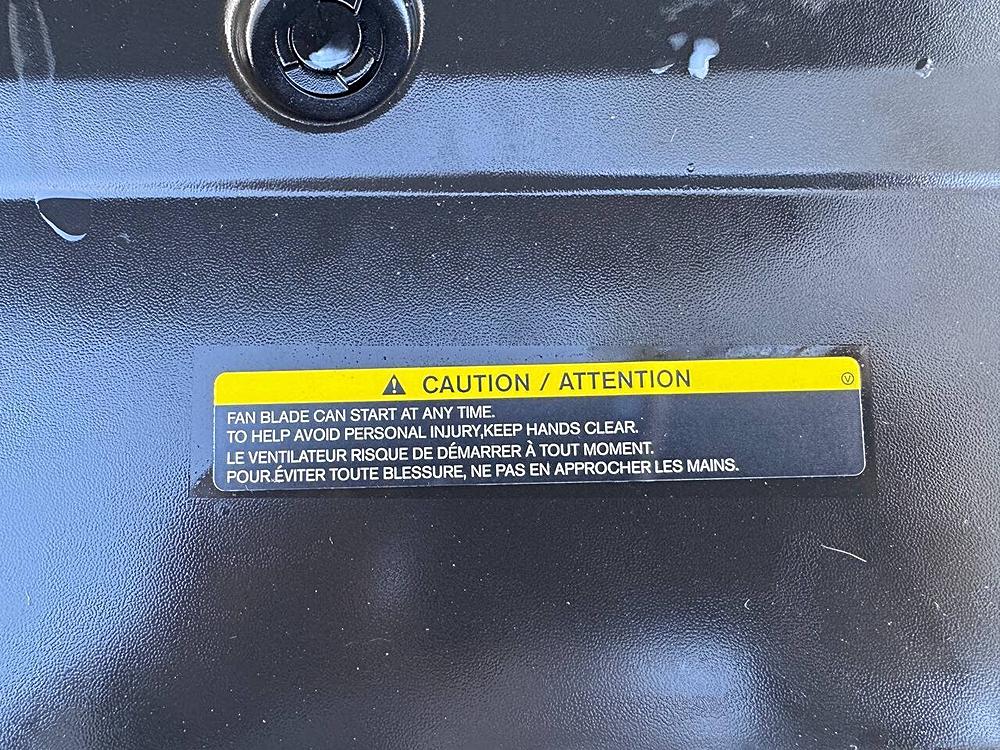 CAUTION / ATTENTION
FAN BLADE CAN START AT ANY TIME.
TO HELP AVOID PERSONAL INJURY,KEEP HANDS CLEAR.
LE VENTILATEUR RISQUE DE DÉMARRER À TOUT MOMENT.
POUR.ÉVITER TOUTE BLESSURE, NE PAS EN APPROCHER LES MAINS.